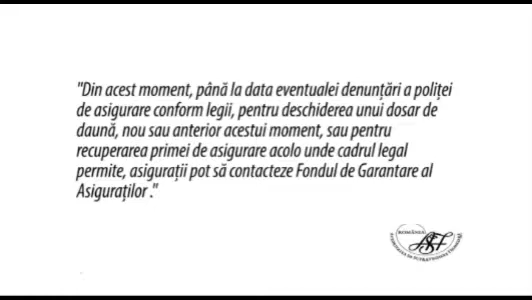 "Din acest moment, până la data eventualei denunțări a poliței
de asigurare conform legii, pentru deschiderea unui dosar de
daună, nou sau anterior acestui moment, sau pentru
recuperarea primei de asigurare acolo unde cadrul legal
permite, asigurații pot să contacteze Fondul de Garantare al
Asiguraților ."
ROMÂNIA
ASF